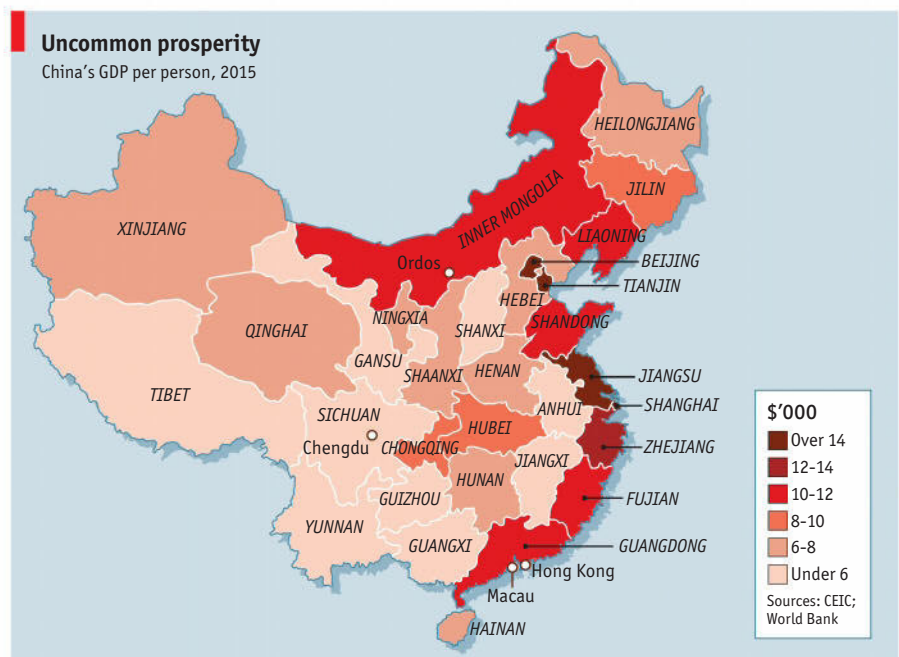 Uncommon prosperity
China's GDP per person, 2015
HEILONGJIANG
JILIN
INNER MONGOLIA
LIAONING
XINJIANG
BEIJING
Ordos
TIANJIN
HEBEI
NINGXIA
SHANXI
SHANDONG
QINGHAI
GANSU
SHAANXI
HENAN
JIANGSU
TIBET
SICHUAN
ANHUI
SHANGHAI
Chengdu
CHONGQING
HUBEI
ZHEJIANG
JIANGXI
HUNAN
GUIZHOU
FUJIAN
YUNNAN
GUANGXI
GUANGDONG
Hong Kong
Macau
HAINAN
$'000
Over 14
12-14
10-12
8-10
6-8
Under 6
Sources: CEIC;
World Bank